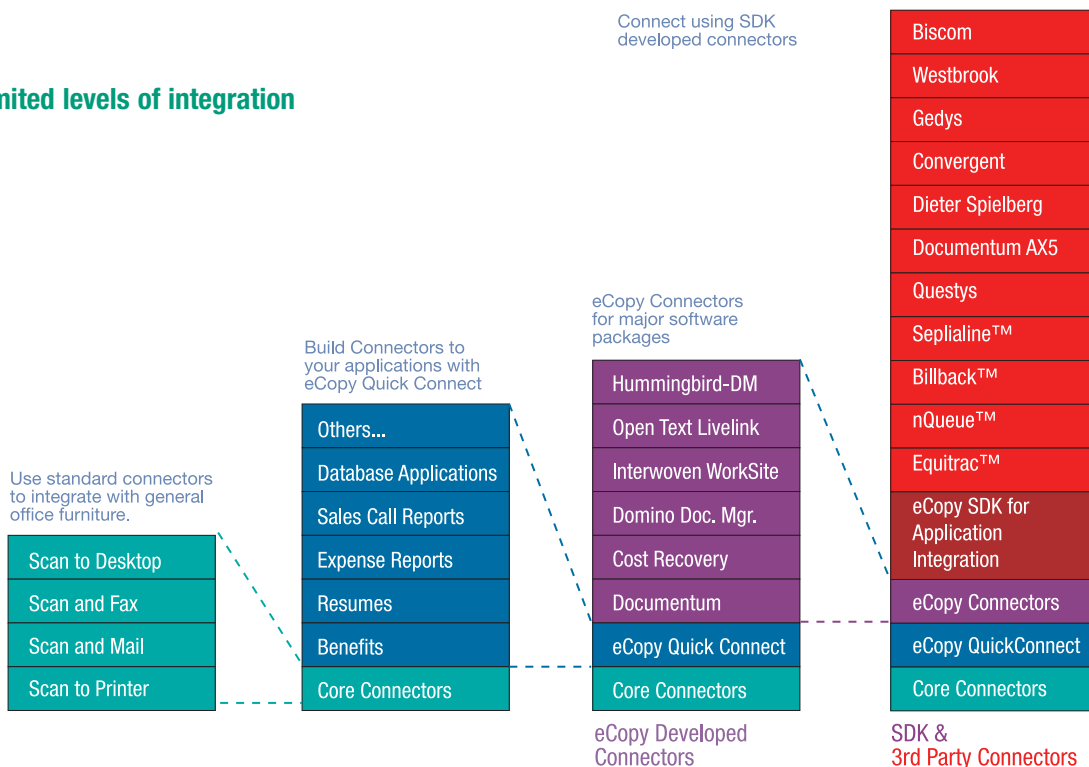 mited levels of integration
Use standard connectors
to integrate with general
office furniture.
Scan to Desktop
Scan and Fax
Scan and Mail
Scan to Printer
Build Connectors to
your applications with
eCopy Quick Connect
Others...
Database Applications
Sales Call Reports
Expense Reports
Resumes
Benefits
Core Connectors
eCopy Connectors
for major software
packages
Hummingbird-DM
Open Text Livelink
Interwoven WorkSite
Domino Doc. Mgr.
Cost Recovery
Documentum
eCopy Quick Connect
Core Connectors
eCopy Developed
Connectors
Connect using SDK
developed connectors
Biscom
Westbrook
Gedys
Convergent
Dieter Spielberg
Documentum AX5
Questys
Seplialine™
Billback™
nQueue™
Equitrac™
eCopy SDK for
Application
Integration
eCopy Connectors
eCopy QuickConnect
Core Connectors
SDK &
3rd Party Connectors